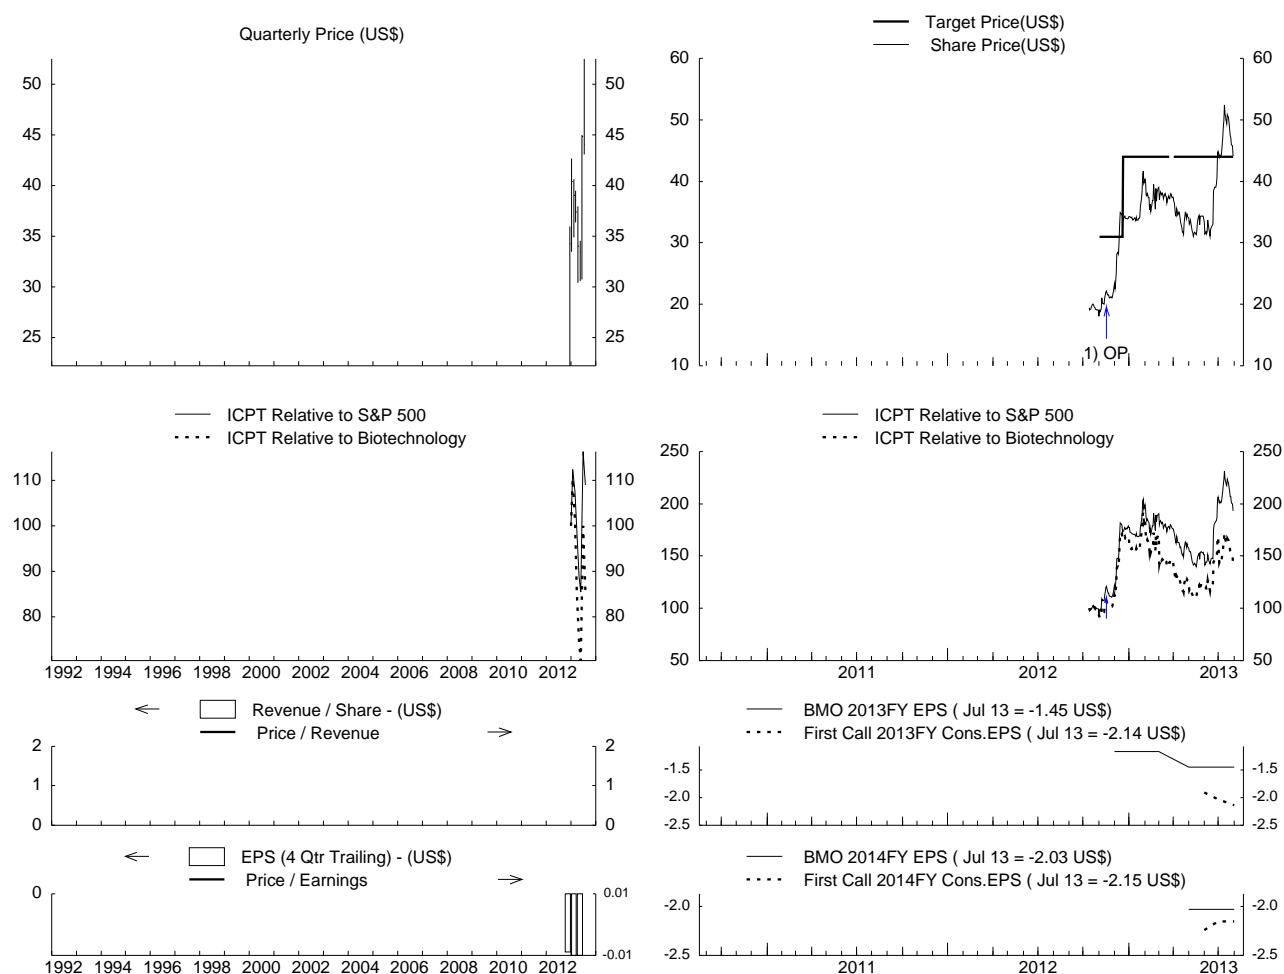 Quarterly Price (US$)
50 50
45 45
40 40
35 35
30 30
25 25
Target Price(US$)
Share Price(US$)
60 60
50 50
40 40
30 30
20 20
1) OP
10 10
ICPT Relative to S&P 500
ICPT Relative to Biotechnology
110 110
100 100
90 90
80 80
1992 1994 1996 1998 2000 2002 2004 2006 2008 2010 2012
ICPT Relative to S&P 500
ICPT Relative to Biotechnology
250 250
200 200
150 150
100 100
50 50
2011 2012 2013
Revenue / Share - (US$)
Price / Revenue
2 2
1 1
0 0
BMO 2013FY EPS ( Jul 13 = -1.45 US$)
First Call 2013FY Cons.EPS ( Jul 13 = -2.14 US$)
-1.5 -1.5
-2.0 -2.0
-2.5 -2.5
EPS (4 Qtr Trailing) - (US$)
Price / Earnings
0 0.01
-0.01
1992 1994 1996 1998 2000 2002 2004 2006 2008 2010 2012
BMO 2014FY EPS ( Jul 13 = -2.03 US$)
First Call 2014FY Cons.EPS ( Jul 13 = -2.15 US$)
-2.0 -2.0
-2.5 -2.5
2011 2012 2013